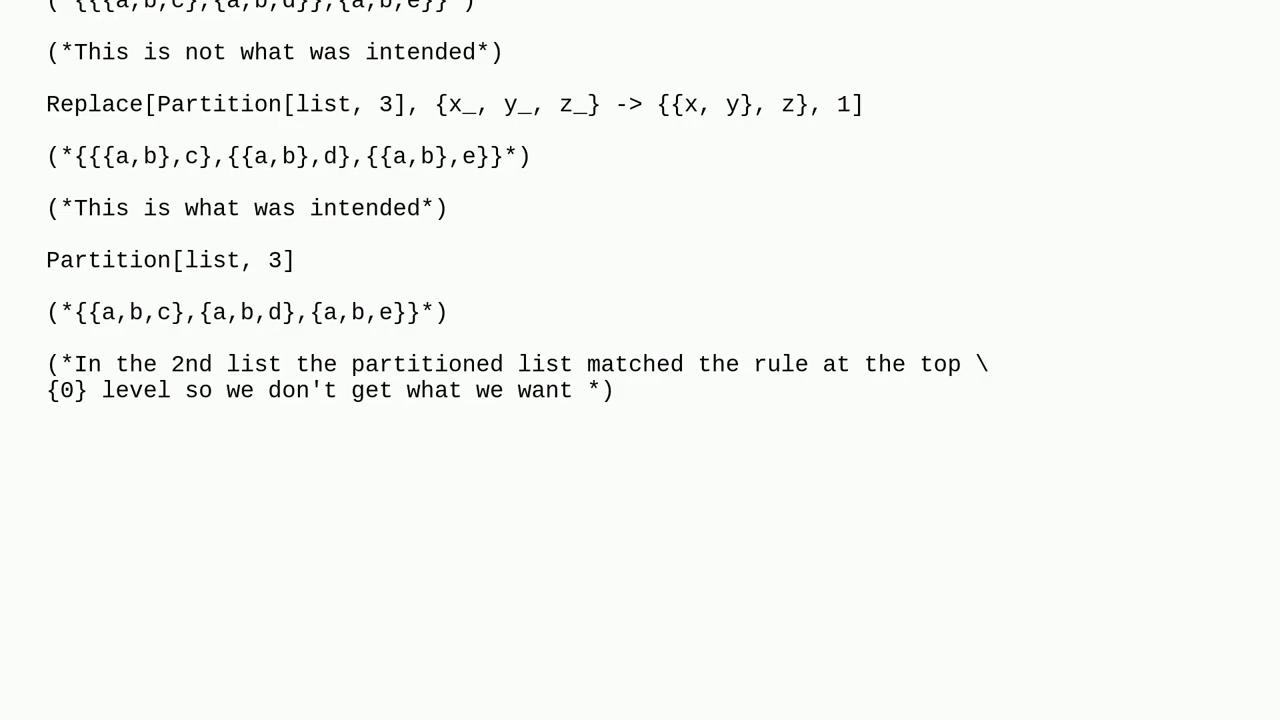 (*{{{a,b,c},{a,b,d}},{a,b,e}}*)
(*This is not what was intended*)
Replace[Partition[list, 3], {x_, y_, z_} -> {{x, y}, z}, 1]
(*{{{a,b},c},{{a,b},d},{{a,b},e}}*)
(*This is what was intended*)
Partition[list, 3]
(*{{a,b,c},{a,b,d},{a,b,e}}*)
(*In the 2nd list the partitioned list matched the rule at the top \
{0} level so we don't get what we want *)